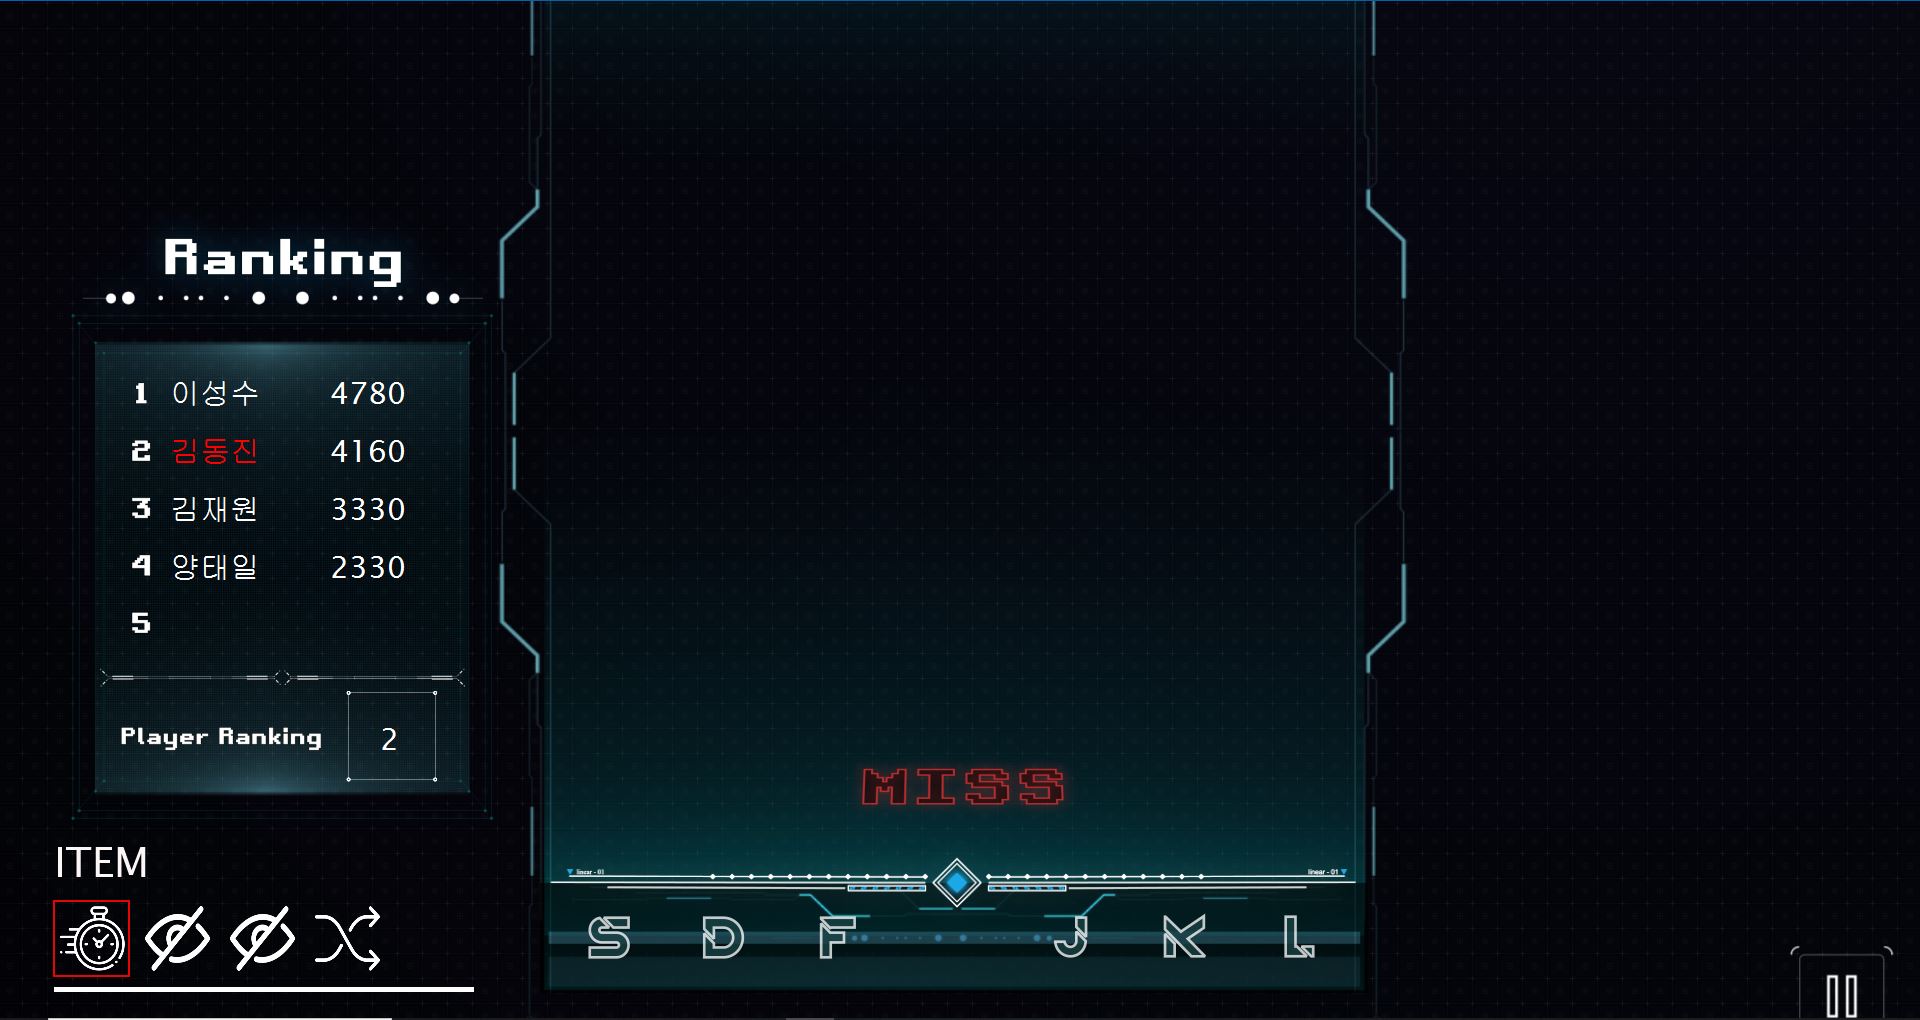 Ranking
1 이성수 4780
2 김동진 4160
3 김재원 3330
4 양태일 2330
5
Player Ranking 2
MISS
linear - 01 linear - 01
ITEM
S D F J K L